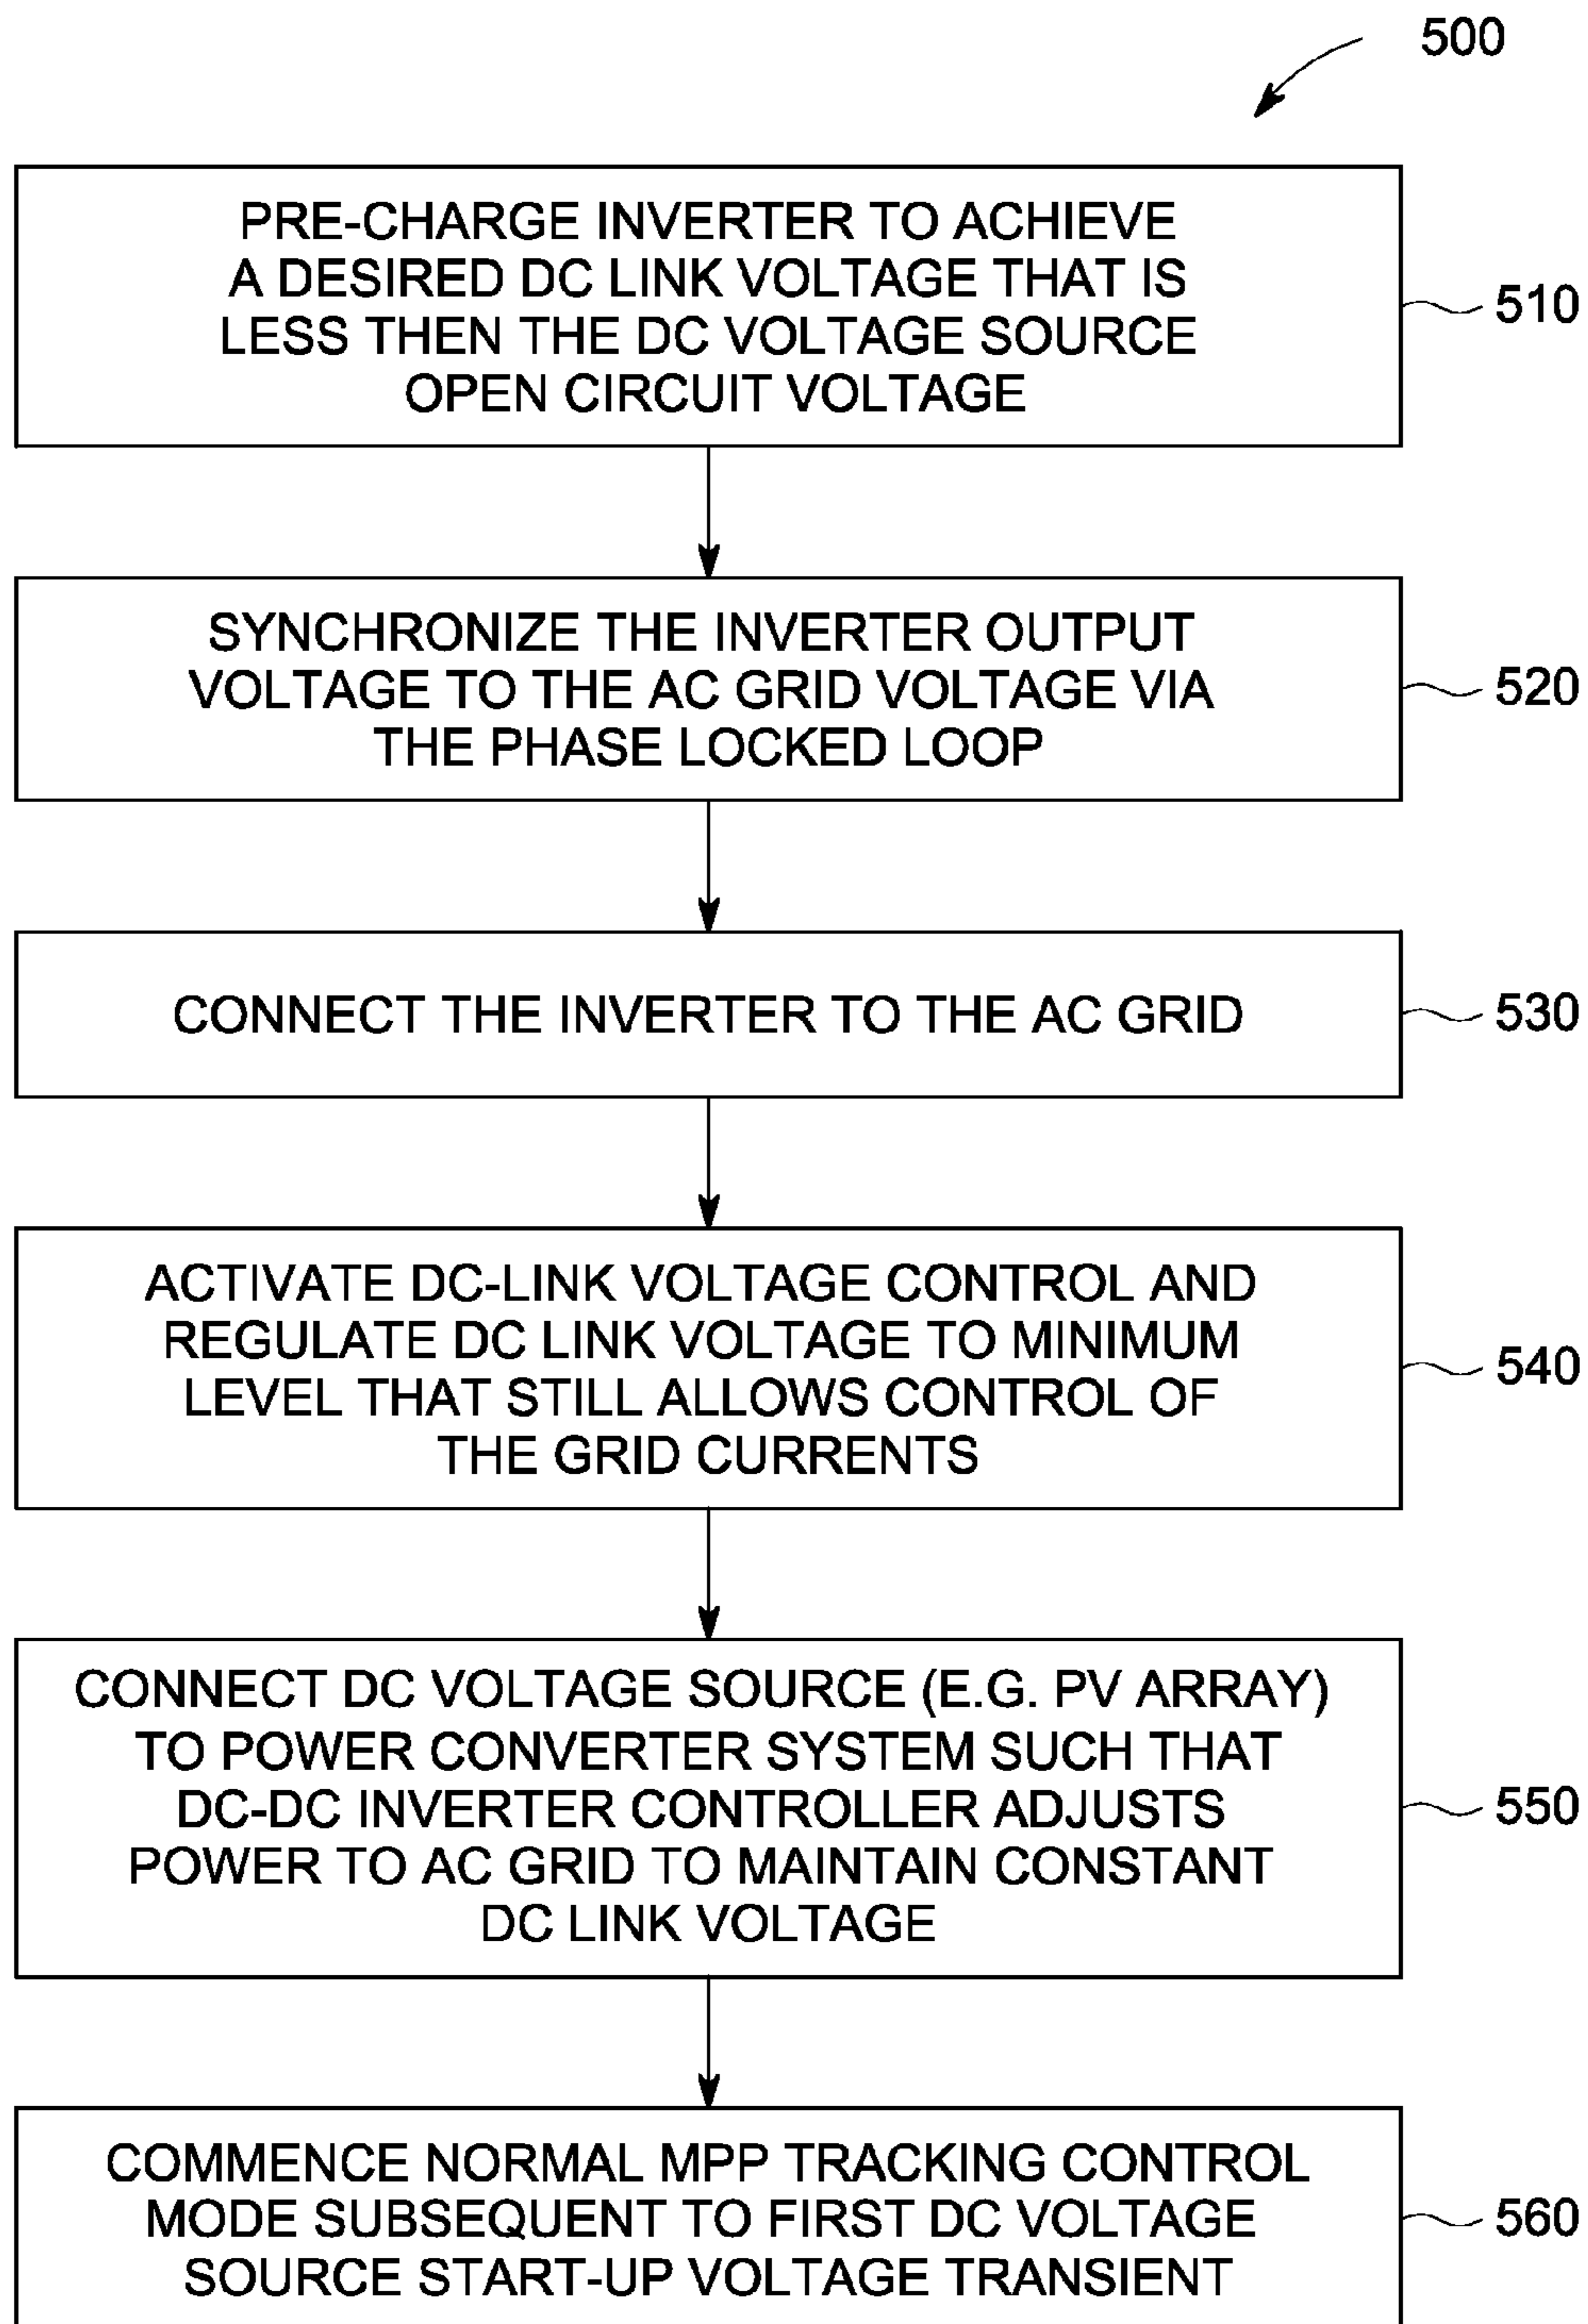 500
PRE-CHARGE INVERTER TO ACHIEVE
A DESIRED DC LINK VOLTAGE THAT IS
LESS THEN THE DC VOLTAGE SOURCE
OPEN CIRCUIT VOLTAGE
510
SYNCHRONIZE THE INVERTER OUTPUT
VOLTAGE TO THE AC GRID VOLTAGE VIA
THE PHASE LOCKED LOOP
520
CONNECT THE INVERTER TO THE AC GRID
530
ACTIVATE DC-LINK VOLTAGE CONTROL AND
REGULATE DC LINK VOLTAGE TO MINIMUM
LEVEL THAT STILL ALLOWS CONTROL OF
THE GRID CURRENTS
540
CONNECT DC VOLTAGE SOURCE (E.G. PV ARRAY)
TO POWER CONVERTER SYSTEM SUCH THAT
DC-DC INVERTER CONTROLLER ADJUSTS
POWER TO AC GRID TO MAINTAIN CONSTANT
DC LINK VOLTAGE
550
COMMENCE NORMAL MPP TRACKING CONTROL
MODE SUBSEQUENT TO FIRST DC VOLTAGE
SOURCE START-UP VOLTAGE TRANSIENT
560